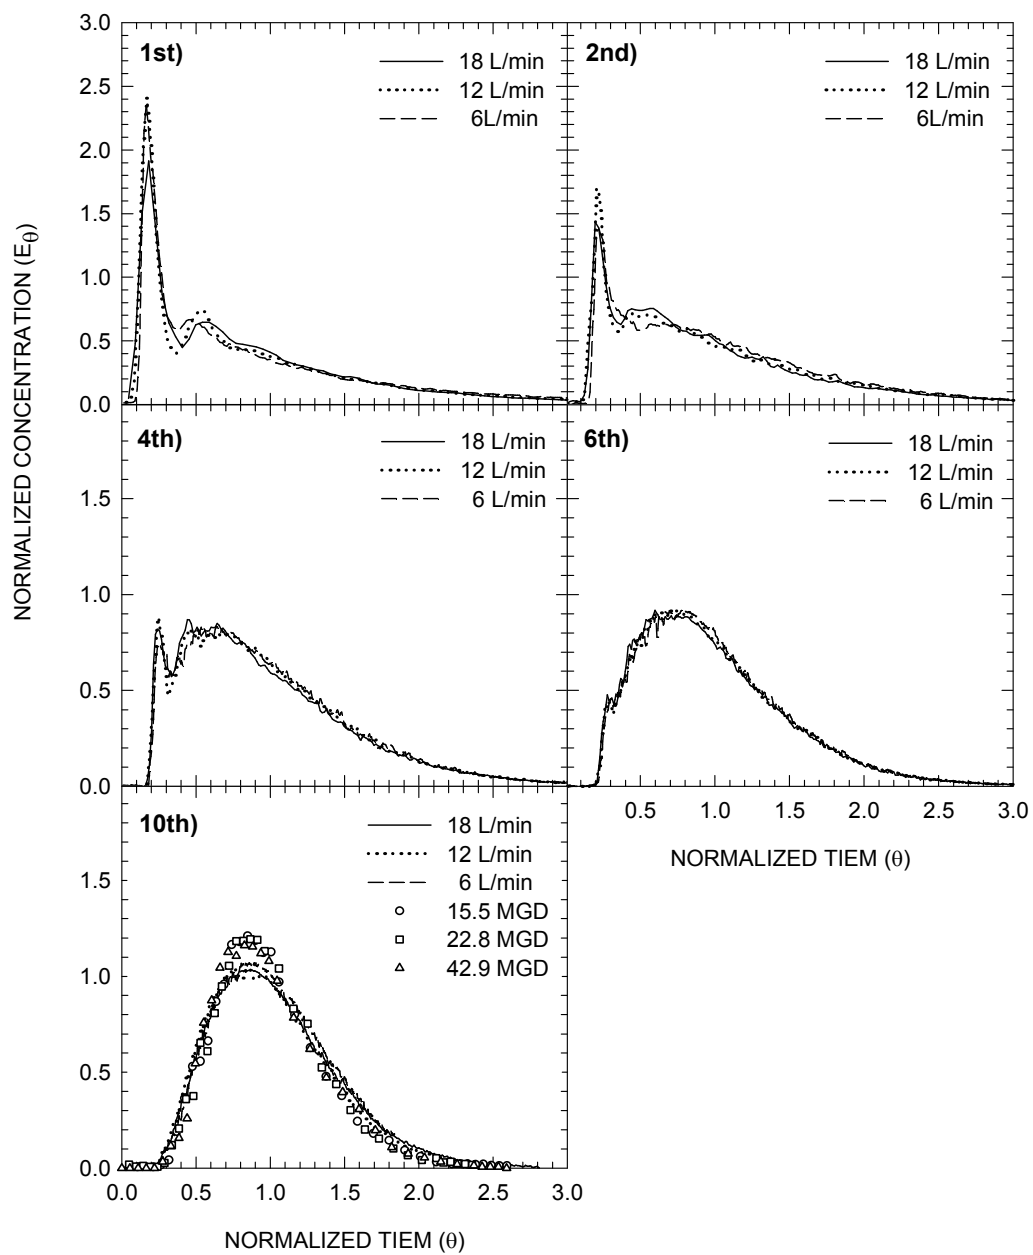 NORMALIZED CONCENTRATION (Eθ)
3.0
2.5
2.0
1.5
1.0
0.5
0.0
1st)
18 L/min
12 L/min
6L/min
2nd)
18 L/min
12 L/min
6L/min
4th)
18 L/min
12 L/min
6 L/min
1.5
1.0
0.5
0.0
6th)
18 L/min
12 L/min
6 L/min
0.5 1.0 1.5 2.0 2.5 3.0
NORMALIZED TIEM (θ)
10th)
18 L/min
12 L/min
6 L/min
15.5 MGD
22.8 MGD
42.9 MGD
1.5
1.0
0.5
0.0
0.0 0.5 1.0 1.5 2.0 2.5 3.0
NORMALIZED TIEM (θ)